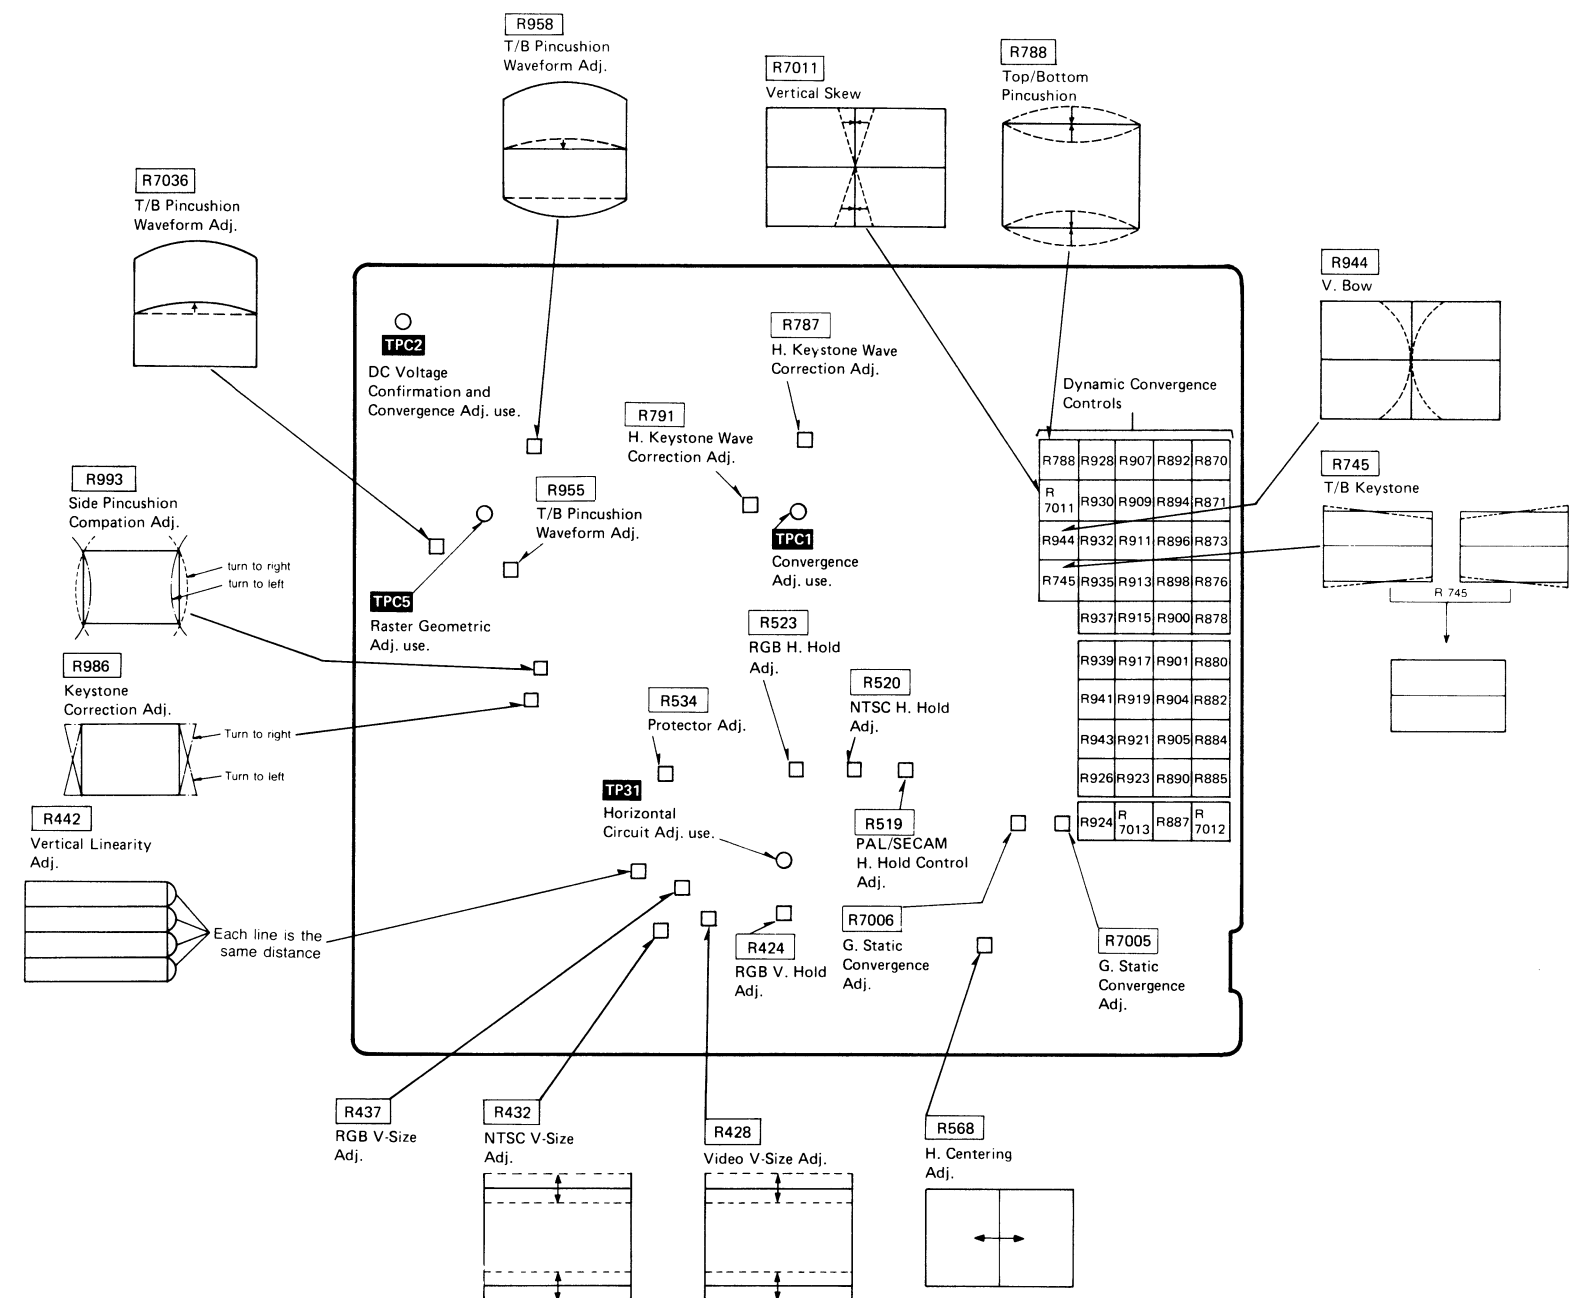 R958
T/B Pincushion
Waveform Adj.
R7011
Vertical Skew
R788
Top/Bottom
Pincushion
R7036
T/B Pincushion
Waveform Adj.
R944
V. Bow
TPC2
DC Voltage
Confirmation and
Convergence Adj. use.
R787
H. Keystone Wave
Correction Adj.
R791
H. Keystone Wave
Correction Adj.
Dynamic Convergence
Controls
R745
T/B Keystone
R 745
R993
Side Pincushion
Compation Adj.
turn to right
turn to left
R955
T/B Pincushion
Waveform Adj.
TPC1
Convergence
Adj. use.
TPC5
Raster Geometric
Adj. use.
R788 R928 R907 R892 R870
R
7011 R930 R909 R894 R871
R944 R932 R911 R896 R873
R745 R935 R913 R898 R876
R937 R915 R900 R878
R939 R917 R901 R880
R941 R919 R904 R882
R943 R921 R905 R884
R926 R923 R890 R885
R924 R
7013 R887 R
7012
R986
Keystone
Correction Adj.
Turn to right
Turn to left
R523
RGB H. Hold
Adj.
R520
NTSC H. Hold
Adj.
R534
Protector Adj.
TP31
Horizontal
Circuit Adj. use.
R519
PAL/SECAM
H. Hold Control
Adj.
R442
Vertical Linearity
Adj.
Each line is the
same distance
R424
RGB V. Hold
Adj.
R7006
G. Static
Convergence
Adj.
R7005
G. Static
Convergence
Adj.
R437
RGB V-Size
Adj.
R432
NTSC V-Size
Adj.
R428
Video V-Size Adj.
R568
H. Centering
Adj.